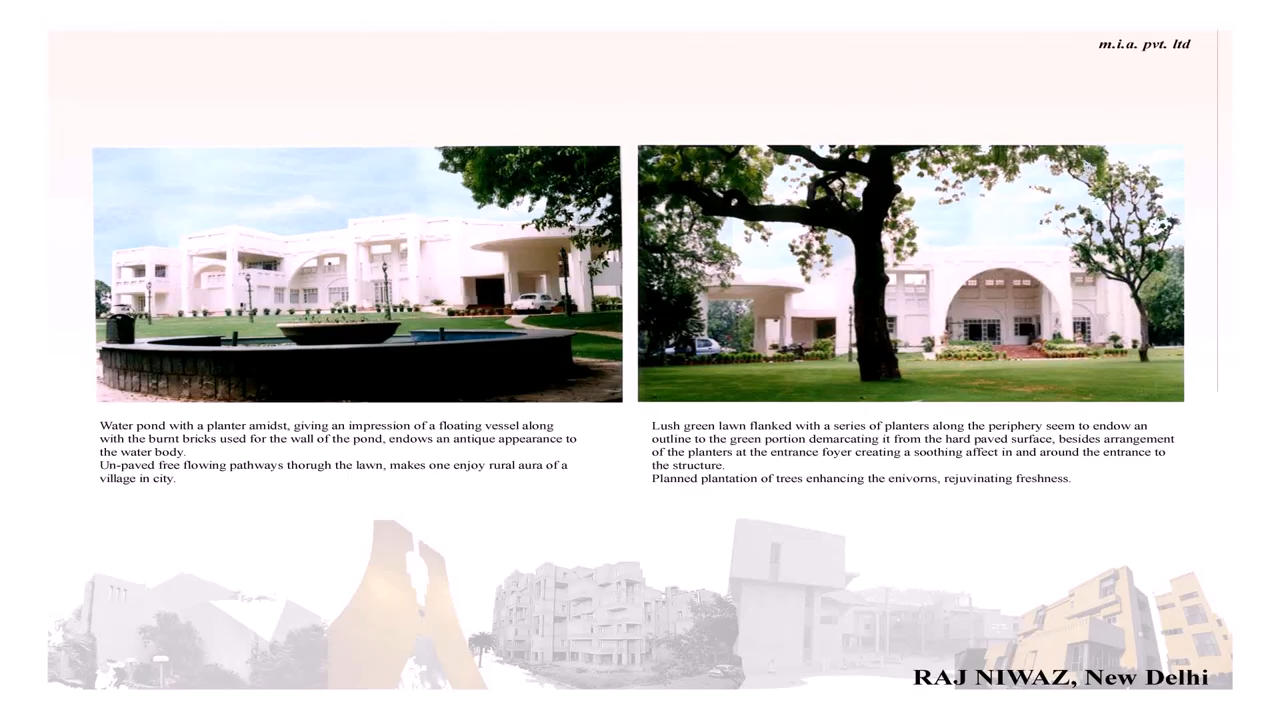 m.i.a. pvt. ltd
Water pond with a planter amidst, giving an impression of a floating vessel along
with the burnt bricks used for the wall of the pond, endows an antique appearance to
the water body.
Un-paved free flowing pathways thorugh the lawn, makes one enjoy rural aura of a
village in city.
Lush green lawn flanked with a series of planters along the periphery seem to endow an
outline to the green portion demarcating it from the hard paved surface, besides arrangement
of the planters at the entrance foyer creating a soothing affect in and around the entrance to
the structure.
Planned plantation of trees enhancing the enivorns, rejuvinating freshness.
RAJ NIWAZ, New Delhi